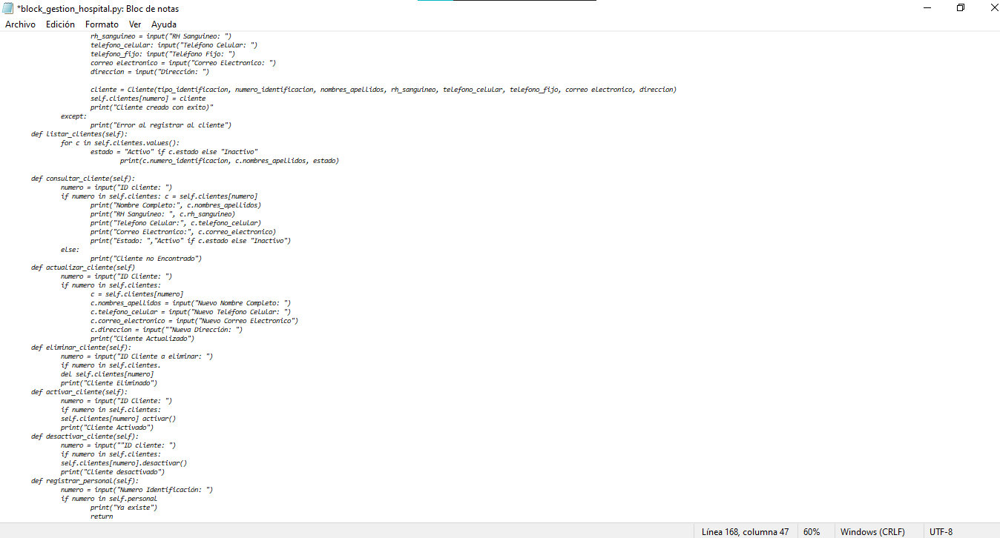 *block_gestion_hospital.py: Bloc de notas
Archivo Edición Formato Ver Ayuda
rh_sanguineo = input("RH Sanguineo: ")
telefono_celular: input("Teléfono Celular: ")
telefono_fijo: input("Teléfono Fijo: ")
correo electronico = input("Correo Electronico: ")
direccion = input("Dirección: ")
cliente = Cliente(tipo_identificacion, numero_identificacion, nombres_apellidos, rh_sanguineo, telefono_celular, telefono_fijo, correo electronico, direccion)
self.clientes[numero] = cliente
print("Cliente creado con exito)"
except:
print("Error al registrar al cliente")
def listar_clientes(self):
for c in self.clientes.values():
estado = "Activo" if c.estado else "Inactivo"
print(c.numero_identificacion, c.nombres_apellidos, estado)
def consultar_cliente(self):
numero = input("ID cliente: ")
if numero in self.clientes: c = self.clientes[numero]
print("Nombre Completo:", c.nombres_apellidos)
print("RH Sanguineo: ", c.rh_sanguineo)
print("Telefono Celular:", c.telefono_celular)
print("Correo Electronico:", c.correo_electronico)
print("Estado: ","Activo" if c.estado else "Inactivo")
else:
print("Cliente no Encontrado")
def actualizar_cliente(self)
numero = input("ID Cliente: ")
if numero in self.clientes:
c = self.clientes[numero]
c.nombres_apellidos = input("Nuevo Nombre Completo: ")
c.telefono_celular = input("Nuevo Teléfono Celular: ")
c.correo_electronico = input("Nuevo Correo Electronico")
c.direccion = input(""Nueva Dirección: ")
print("Cliente Actualizado")
def eliminar_cliente(self):
numero = input("ID Cliente a eliminar: ")
if numero in self.clientes.
del self.clientes[numero]
print("Cliente Eliminado")
def activar_cliente(self):
numero = input("ID Cliente: ")
if numero in self.clientes:
self.clientes[numero] activar()
print("Cliente Activado")
def desactivar_cliente(self):
numero = input(""ID cliente: ")
if numero in self.clientes:
self.clientes[numero].desactivar()
print("Cliente desactivado")
def registrar_personal(self):
numero = input("Numero Identificación: ")
if numero in self.personal
print("Ya existe")
return
Línea 168, columna 47 60% Windows (CRLF) UTF-8